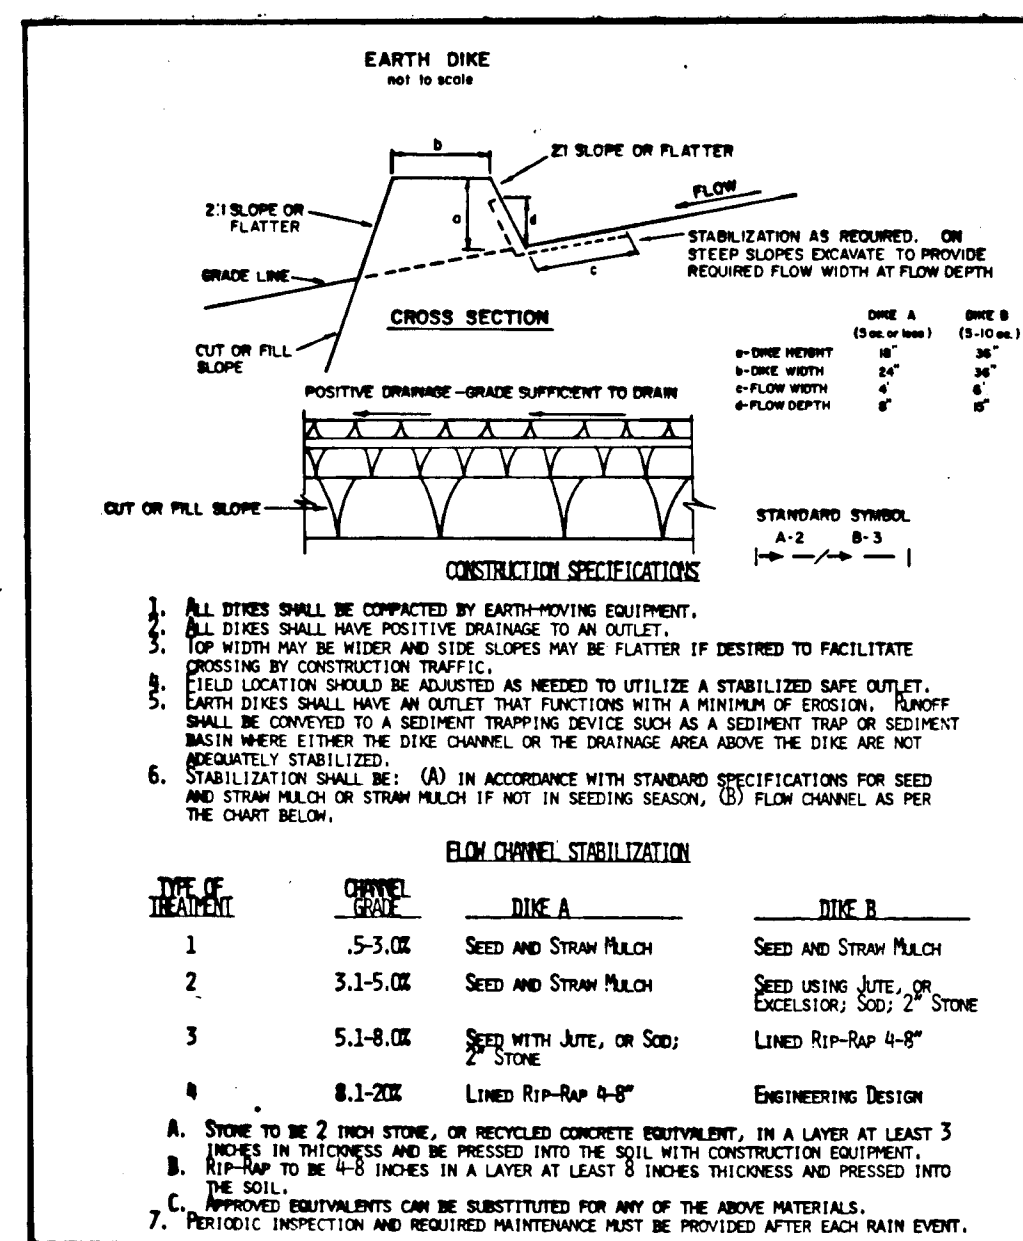 EARTH DIKE
not to scale
b
2:1 SLOPE OR FLATTER
FLOW
2:1 SLOPE OR
FLATTER
a
d
STABILIZATION AS REQUIRED. ON
STEEP SLOPES EXCAVATE TO PROVIDE
REQUIRED FLOW WIDTH AT FLOW DEPTH
GRADE LINE
c
CROSS SECTION
CUT OR FILL
SLOPE
DIKE A DIKE B
(5 ac. or less) (5-10 ac.)
a-DIKE HEIGHT 18" 36"
b-DIKE WIDTH 24" 36"
c-FLOW WIDTH 4' 6'
d-FLOW DEPTH 8" 15"
POSITIVE DRAINAGE-GRADE SUFFICIENT TO DRAIN
CUT OR FILL SLOPE
STANDARD SYMBOL
A-2 B-3
CONSTRUCTION SPECIFICATIONS
1. ALL DIKES SHALL BE COMPACTED BY EARTH-MOVING EQUIPMENT.
2. ALL DIKES SHALL HAVE POSITIVE DRAINAGE TO AN OUTLET.
3. TOP WIDTH MAY BE WIDER AND SIDE SLOPES MAY BE FLATTER IF DESIRED TO FACILITATE
CROSSING BY CONSTRUCTION TRAFFIC.
4. FIELD LOCATION SHOULD BE ADJUSTED AS NEEDED TO UTILIZE A STABILIZED SAFE OUTLET.
5. EARTH DIKES SHALL HAVE AN OUTLET THAT FUNCTIONS WITH A MINIMUM OF EROSION. RUNOFF
SHALL BE CONVEYED TO A SEDIMENT TRAPPING DEVICE SUCH AS A SEDIMENT TRAP OR SEDIMENT
BASIN WHERE EITHER THE DIKE CHANNEL OR THE DRAINAGE AREA ABOVE THE DIKE ARE NOT
ADEQUATELY STABILIZED.
6. STABILIZATION SHALL BE: (A) IN ACCORDANCE WITH STANDARD SPECIFICATIONS FOR SEED
AND STRAW MULCH OR STRAW MULCH IF NOT IN SEEDING SEASON, (B) FLOW CHANNEL AS PER
THE CHART BELOW.
FLOW CHANNEL STABILIZATION
TYPE OF CHANNEL
TREATMENT GRADE DIKE A DIKE B
1 .5-3.0% SEED AND STRAW MULCH SEED AND STRAW MULCH
2 3.1-5.0% SEED AND STRAW MULCH SEED USING JUTE, OR
EXCELSIOR; SOD; 2" STONE
3 5.1-8.0% SEED WITH JUTE, OR SOD; LINED RIP-RAP 4-8"
2" STONE
4 8.1-20% LINED RIP-RAP 4-8" ENGINEERING DESIGN
A. STONE TO BE 2 INCH STONE, OR RECYCLED CONCRETE EQUIVALENT, IN A LAYER AT LEAST 3
INCHES IN THICKNESS AND BE PRESSED INTO THE SOIL WITH CONSTRUCTION EQUIPMENT.
B. RIP-RAP TO BE 4-8 INCHES IN A LAYER AT LEAST 8 INCHES THICKNESS AND PRESSED INTO
THE SOIL.
C. APPROVED EQUIVALENTS CAN BE SUBSTITUTED FOR ANY OF THE ABOVE MATERIALS.
7. PERIODIC INSPECTION AND REQUIRED MAINTENANCE MUST BE PROVIDED AFTER EACH RAIN EVENT.